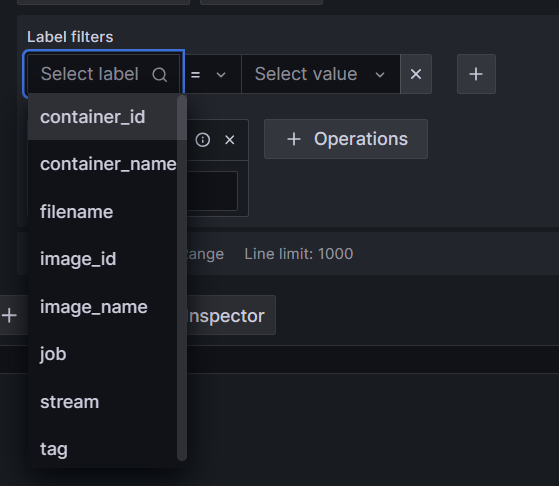 Label filters
Select label
=
Select value
container_id
container_name
Operations
filename
image_id
ange
Line limit: 1000
image_name
nspector
job
stream
tag